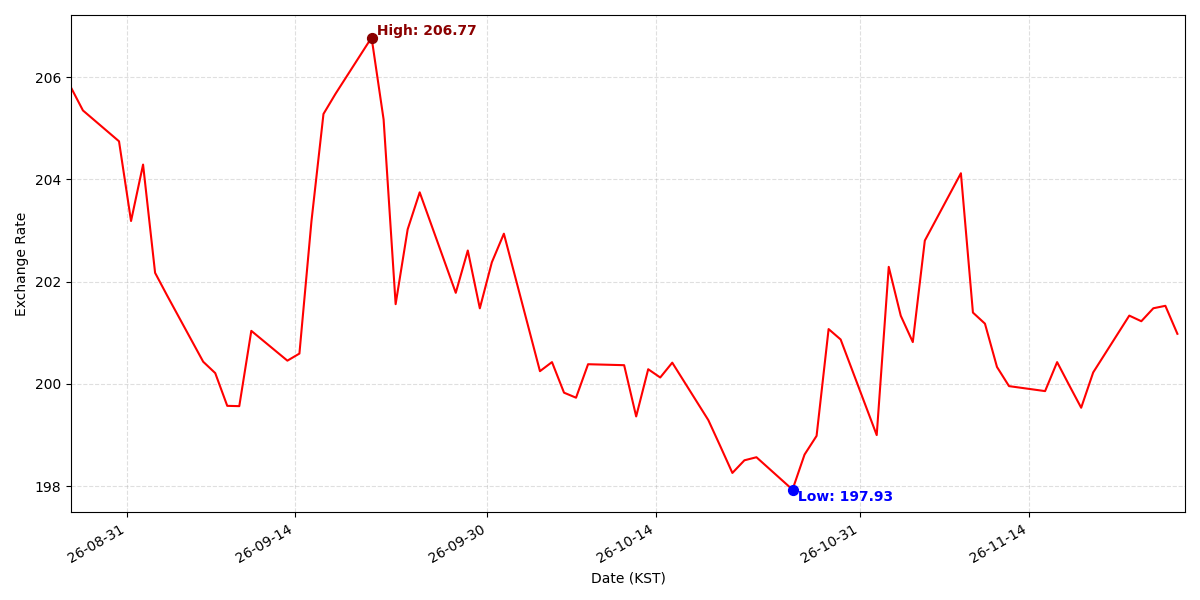 High: 206.77
206
204
202
200
198
Exchange Rate
Low: 197.93
26-08-31
26-09-14
26-09-30
26-10-14
26-10-31
26-11-14
Date (KST)